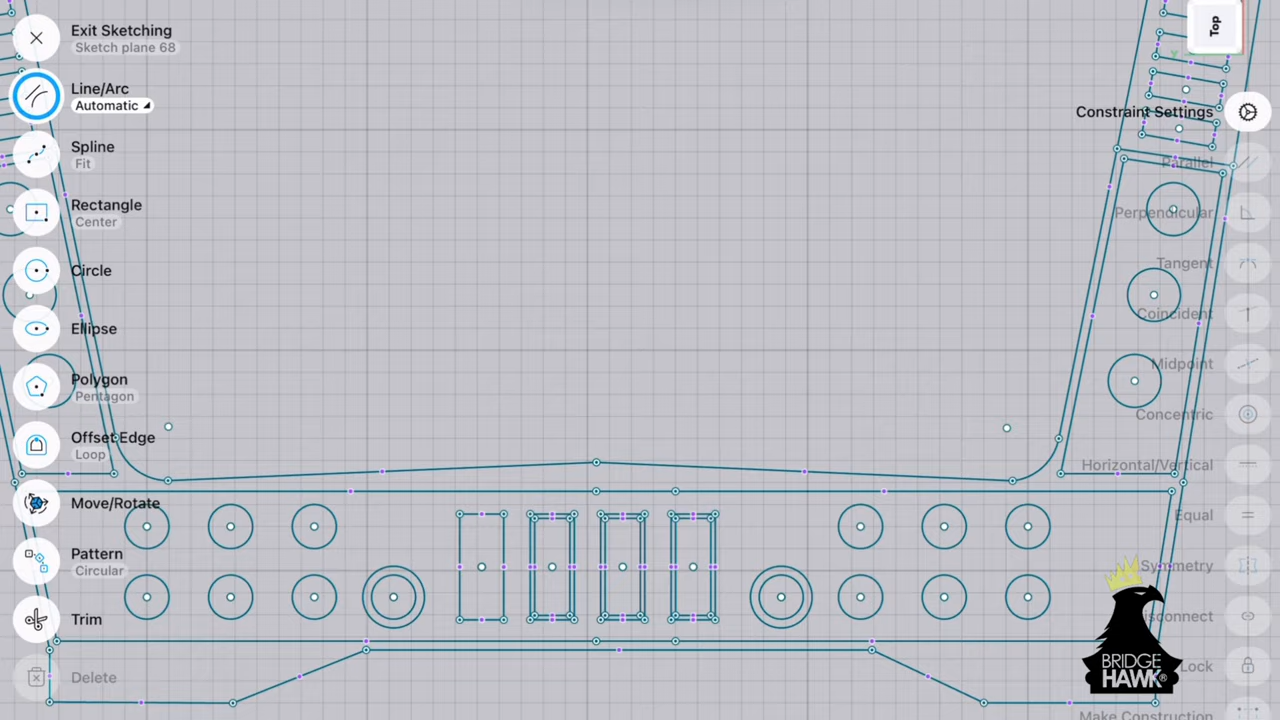 Exit Sketching
Sketch plane 68
Line/Arc
Automatic
Spline
Fit
Rectangle
Center
Circle
Ellipse
Polygon
Pentagon
Offset Edge
Loop
Move/Rotate
Pattern
Circular
Trim
Delete
Top
Constraint Settings
Parallel
Perpendicular
Tangent
Coincident
Midpoint
Concentric
Horizontal/Vertical
Equal
Symmetry
isconnect
Lock
Make Construction
BRIDGE
HAWK®